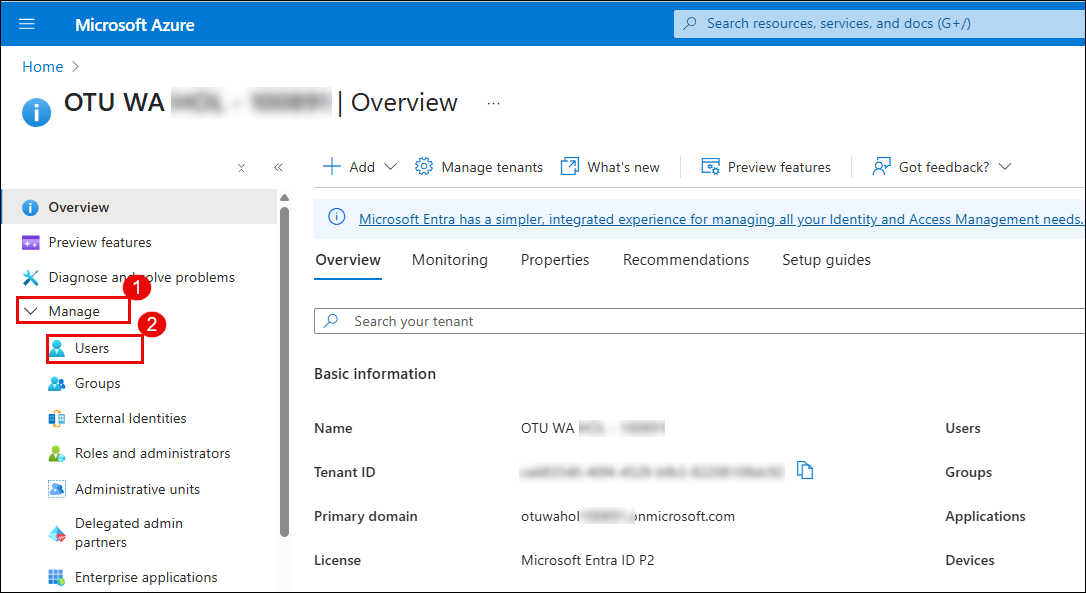 Microsoft Azure
Search resources, services, and docs (G+/)
Home
OTU WA | Overview ...
Add
Manage tenants
What's new
Preview features
Got feedback?
Overview
Preview features
Diagnose and solve problems
1
Manage
2
Users
Groups
External Identities
Roles and administrators
Administrative units
Delegated admin
partners
Enterprise applications
Microsoft Entra has a simpler, integrated experience for managing all your Identity and Access Management needs.
Overview
Monitoring
Properties
Recommendations
Setup guides
Search your tenant
Basic information
Name
OTU WA
Users
Tenant ID
Groups
Primary domain
otuwahol onmicrosoft.com
Applications
License
Microsoft Entra ID P2
Devices